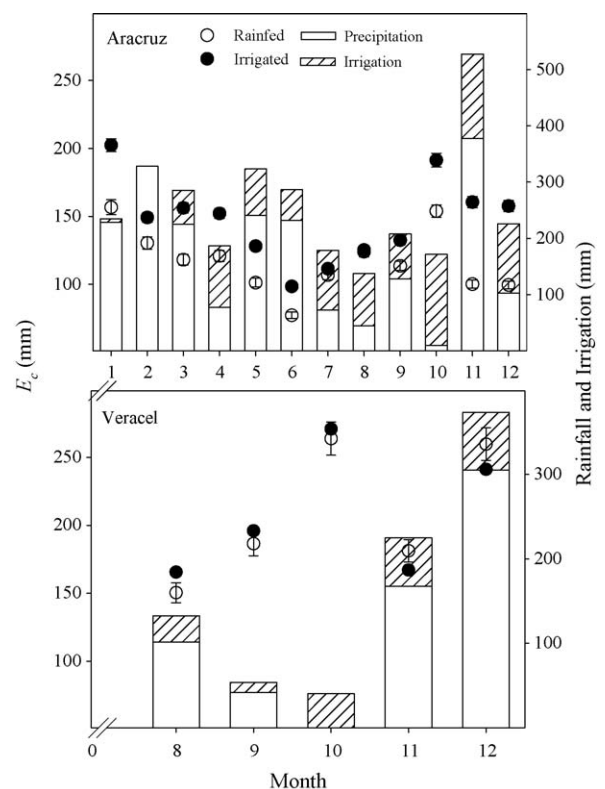 Aracruz
Rainfed Precipitation
Irrigated Irrigation
250
200
150
100
500
400
300
200
100
1 2 3 4 5 6 7 8 9 10 11 12
E_c (mm)
Rainfall and Irrigation (mm)
Veracel
250
200
150
100
0
300
200
100
8 9 10 11 12
Month